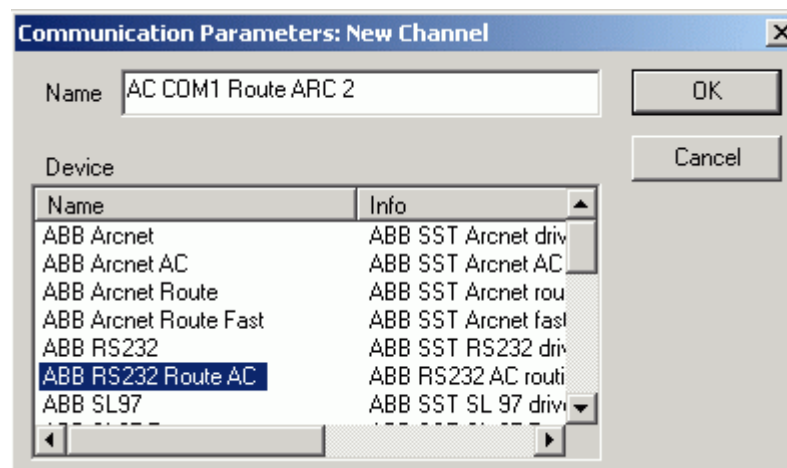 Communication Parameters: New Channel
Name AC COM1 Route ARC 2
OK
Cancel
Device
Name Info
ABB Arcnet ABB SST Arcnet driv
ABB Arcnet AC ABB SST Arcnet AC
ABB Arcnet Route ABB SST Arcnet rou
ABB Arcnet Route Fast ABB SST Arcnet fast
ABB RS232 ABB SST RS232 driv
ABB RS232 Route AC ABB RS232 AC routi
ABB SL97 ABB SST SL 97 driv